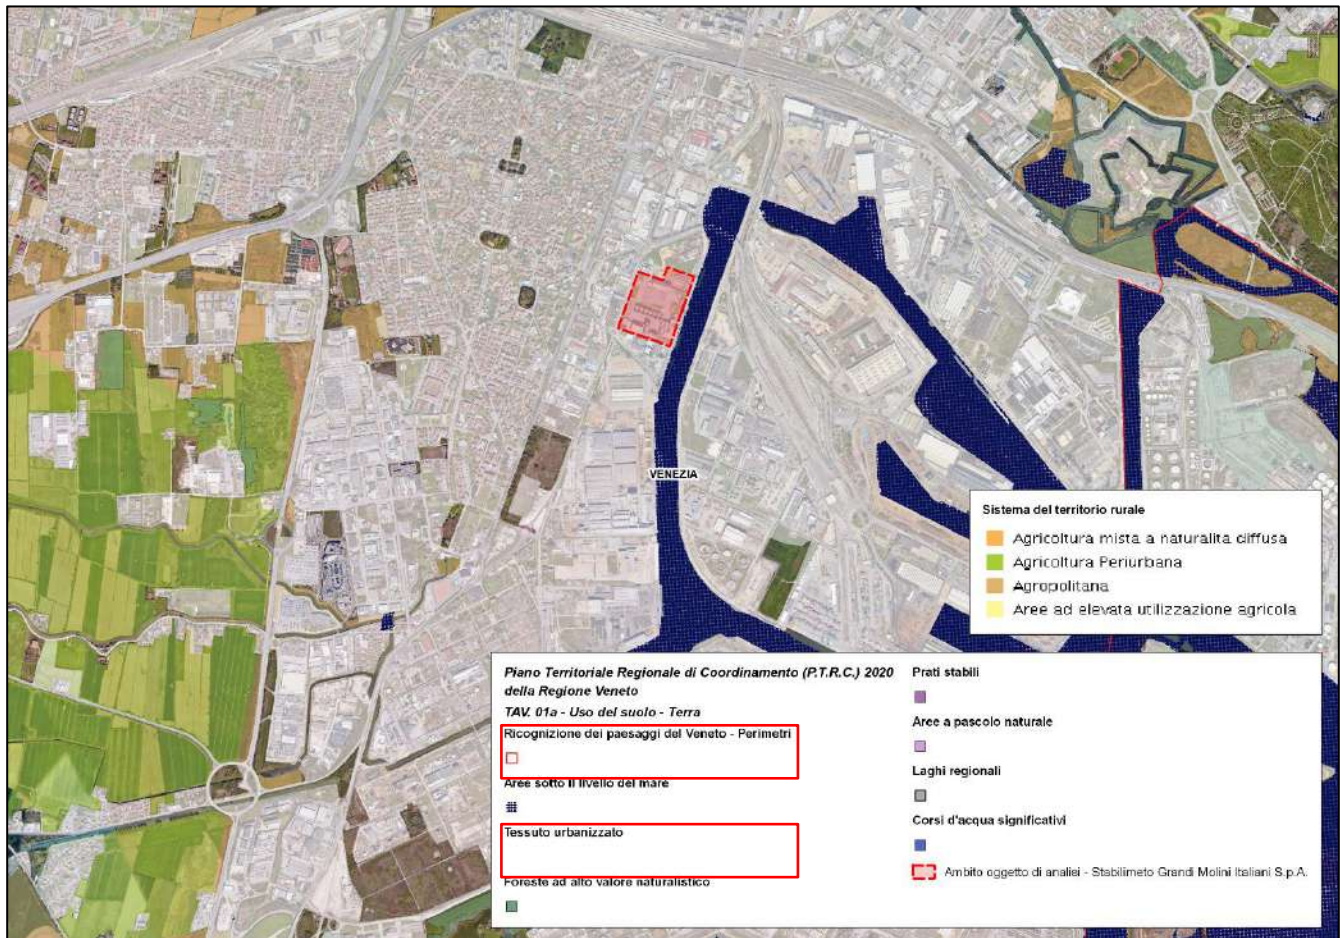 VENEZIA
Sistema del territorio rurale
Agricoltura mista a naturalita diffusa
Agricoltura Periurbana
Agropolitana
Aree ad elevata utilizzazione agricola
Piano Territoriale Regionale di Coordinamento (P.T.R.C.) 2020
della Regione Veneto
TAV. 01a - Uso del suolo - Terra
Ricognizione dei paesaggi del Veneto - Perimetri
Aree sotto il livello del mare
Tessuto urbanizzato
Foreste ad alto valore naturalistico
Prati stabili
Aree a pascolo naturale
Laghi regionali
Corsi d'acqua significativi
Ambito oggetto di analisi - Stabilimeto Grandi Molini Italiani S.p.A.